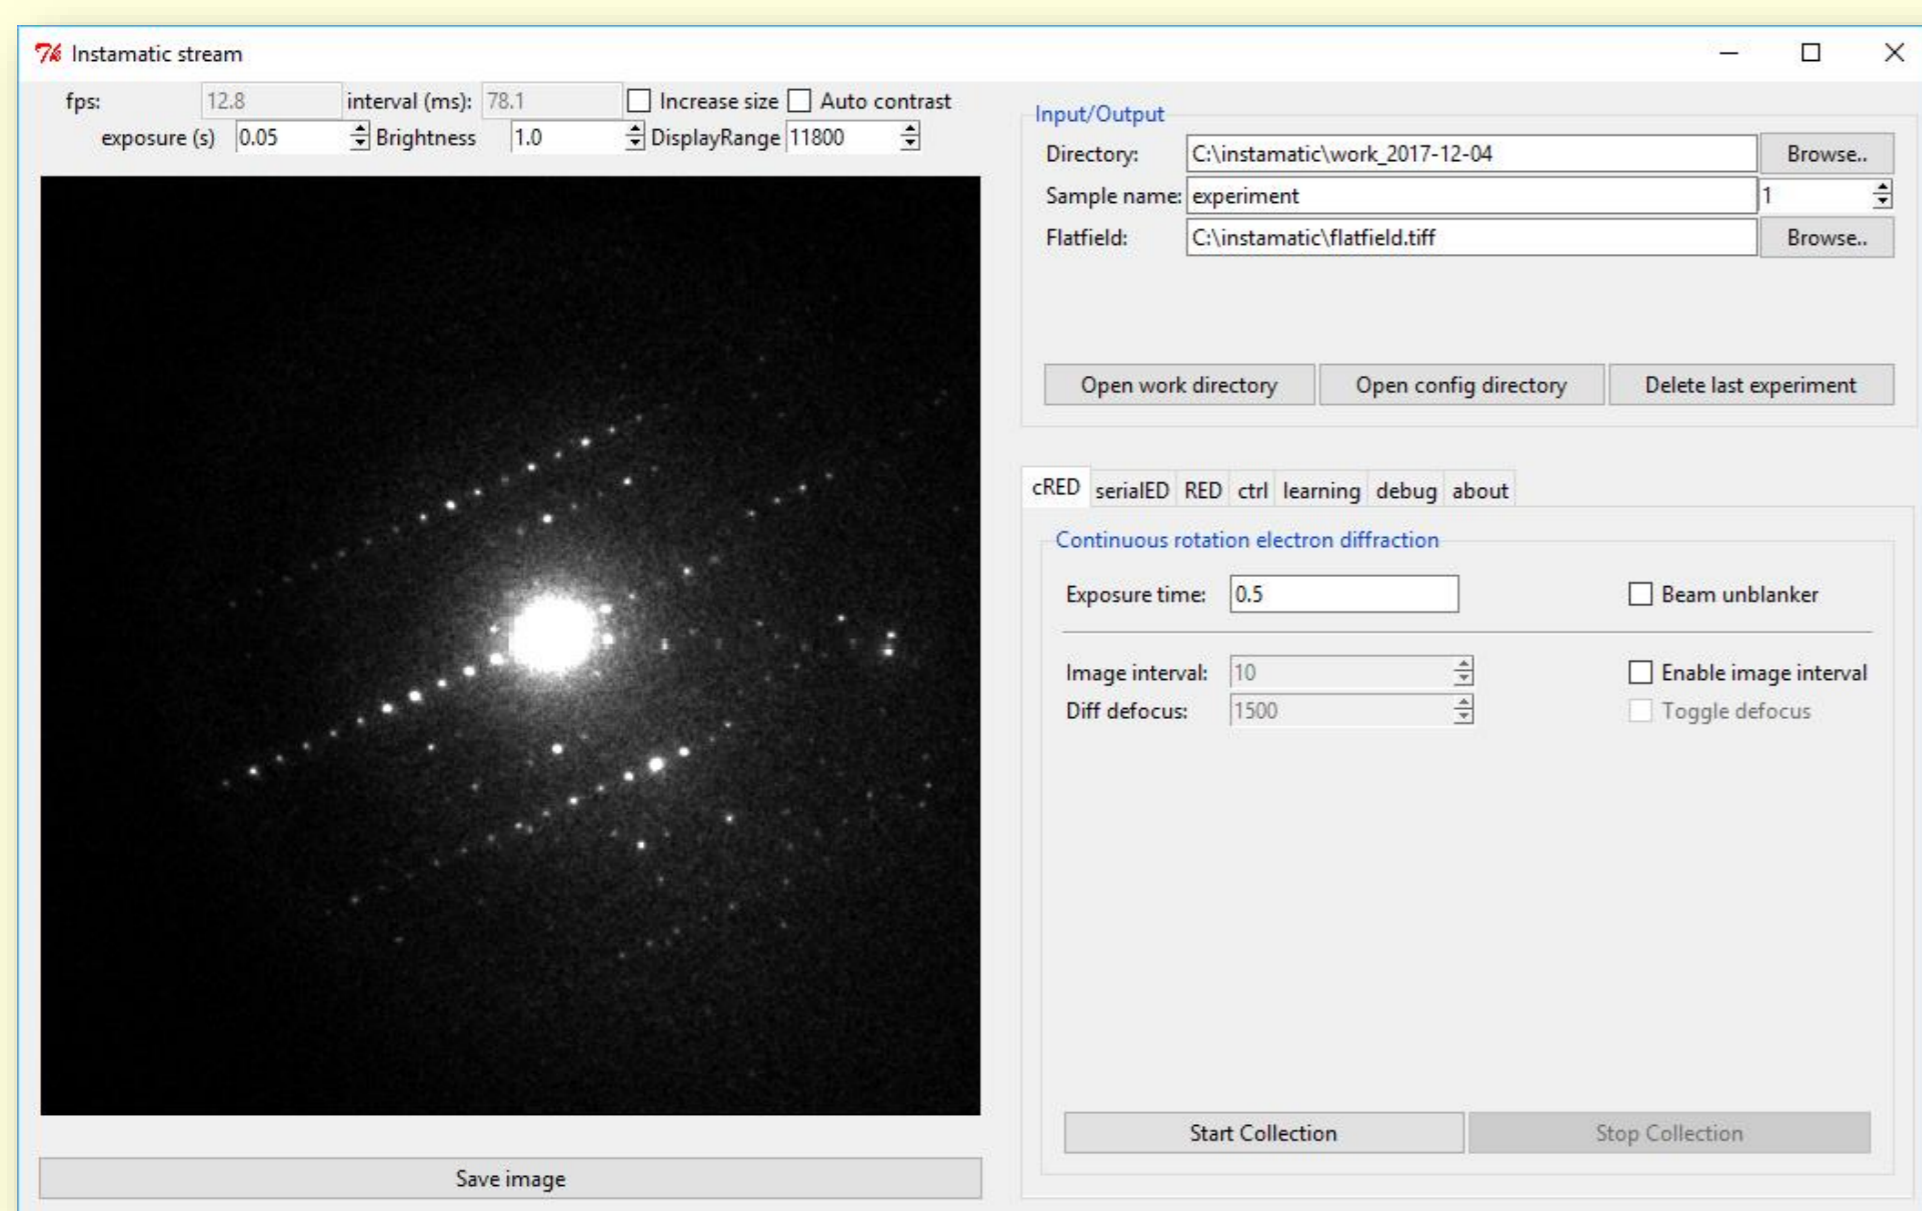 Instamatic stream
fps: 12.8 interval (ms): 78.1 Increase size Auto contrast
exposure (s) 0.05 Brightness 1.0 DisplayRange 11800
Save image
Input/Output
Directory: C:\instamatic\work_2017-12-04 Browse..
Sample name: experiment 1
Flatfield: C:\instamatic\flatfield.tiff Browse..
Open work directory Open config directory Delete last experiment
cRED serialED RED ctrl learning debug about
Continuous rotation electron diffraction
Exposure time: 0.5 Beam unblanker
Image interval: 10 Enable image interval
Diff defocus: 1500 Toggle defocus
Start Collection Stop Collection